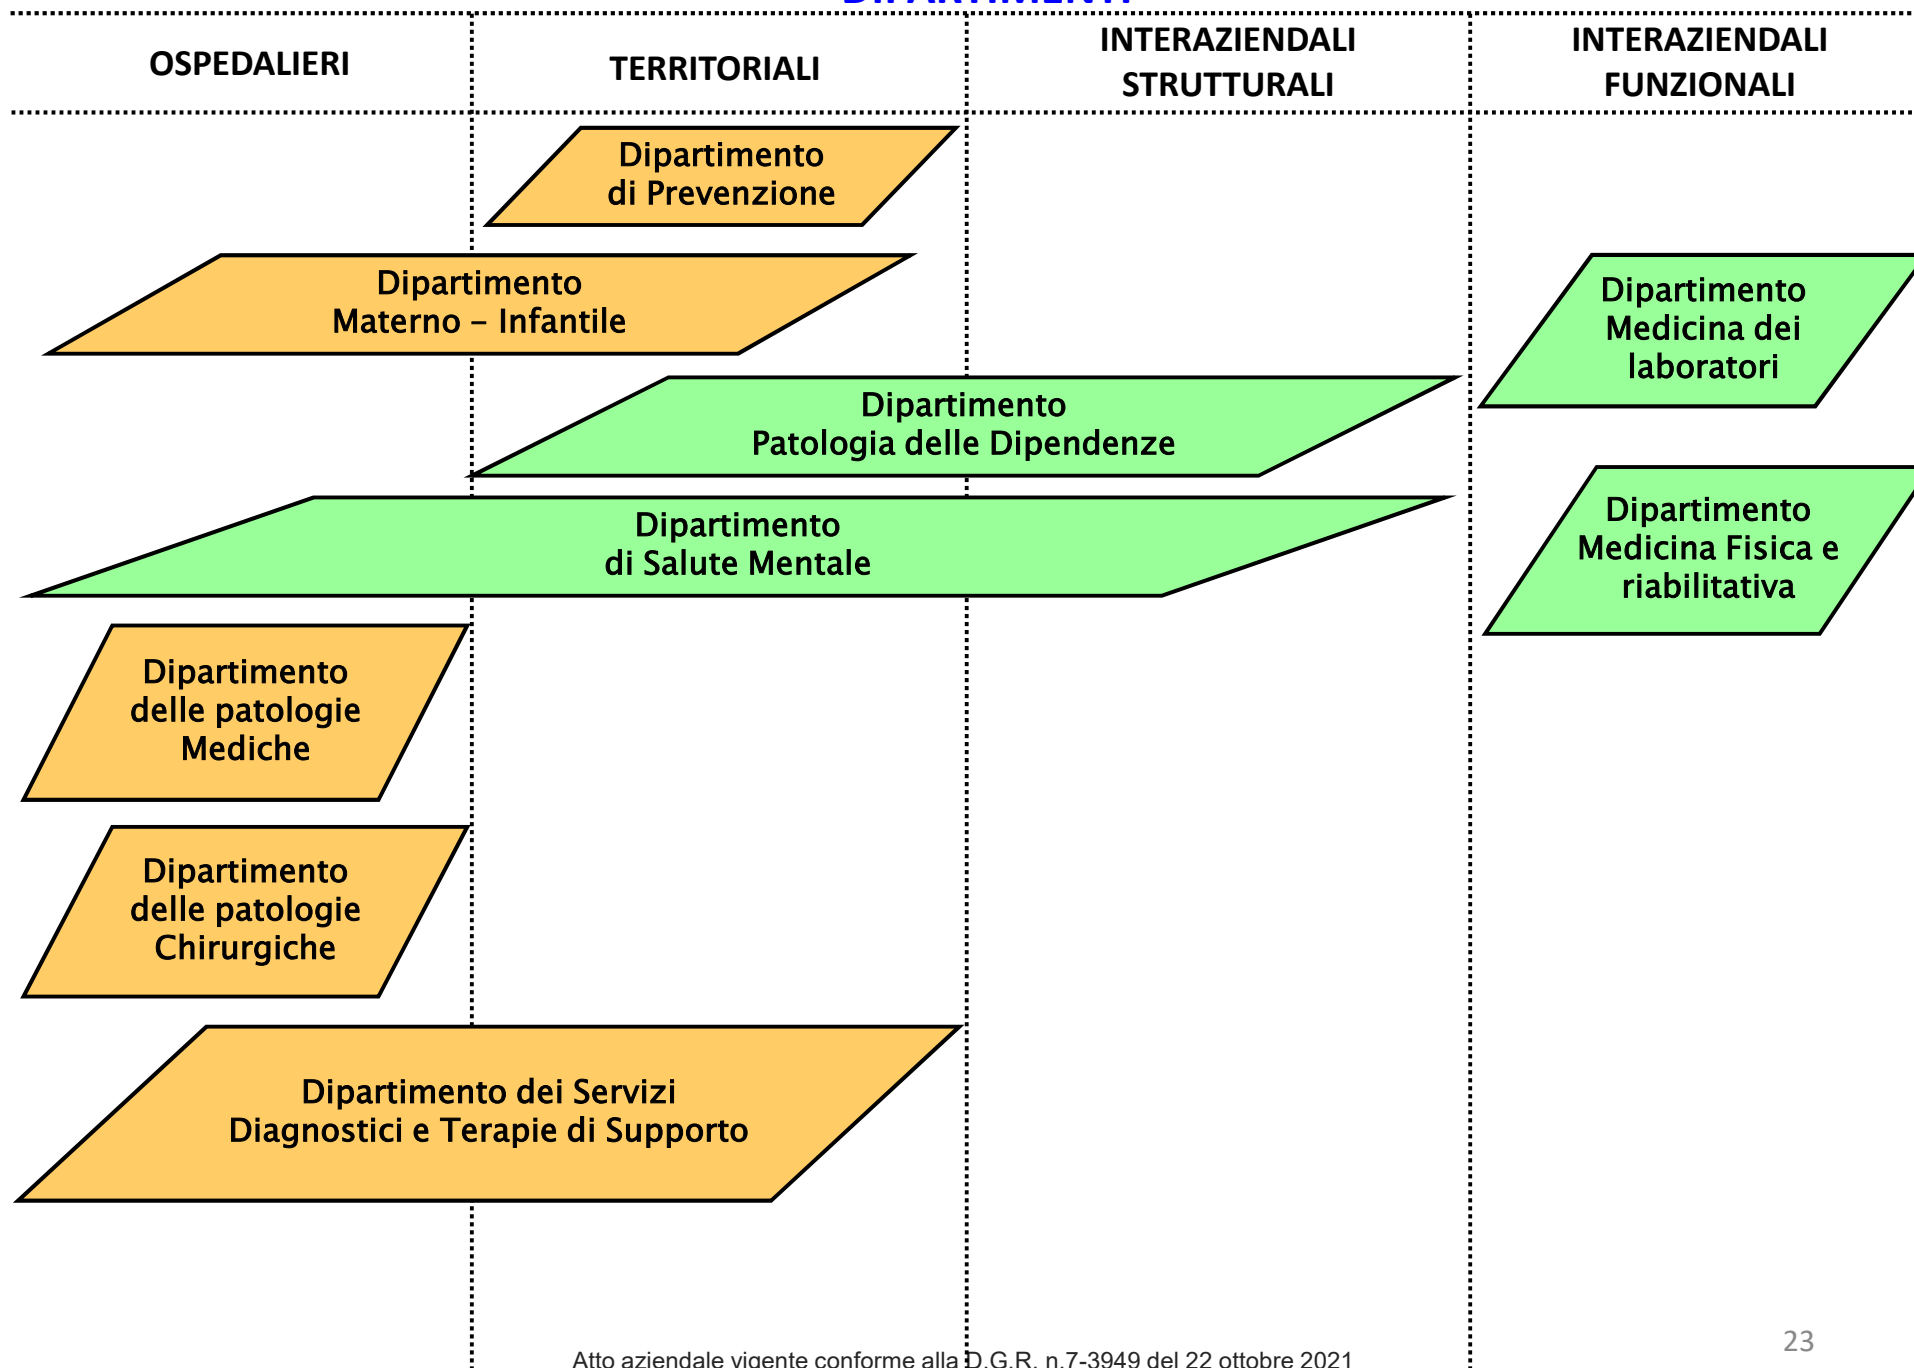 DIPARTIMENTI
OSPEDALIERI
TERRITORIALI
INTERAZIENDALI
STRUTTURALI
INTERAZIENDALI
FUNZIONALI
Dipartimento
di Prevenzione
Dipartimento
Materno – Infantile
Dipartimento
Medicina dei
laboratori
Dipartimento
Patologia delle Dipendenze
Dipartimento
di Salute Mentale
Dipartimento
Medicina Fisica e
riabilitativa
Dipartimento
delle patologie
Mediche
Dipartimento
delle patologie
Chirurgiche
Dipartimento dei Servizi
Diagnostici e Terapie di Supporto
Atto aziendale vigente conforme alla D.G.R. n.7-3949 del 22 ottobre 2021
23